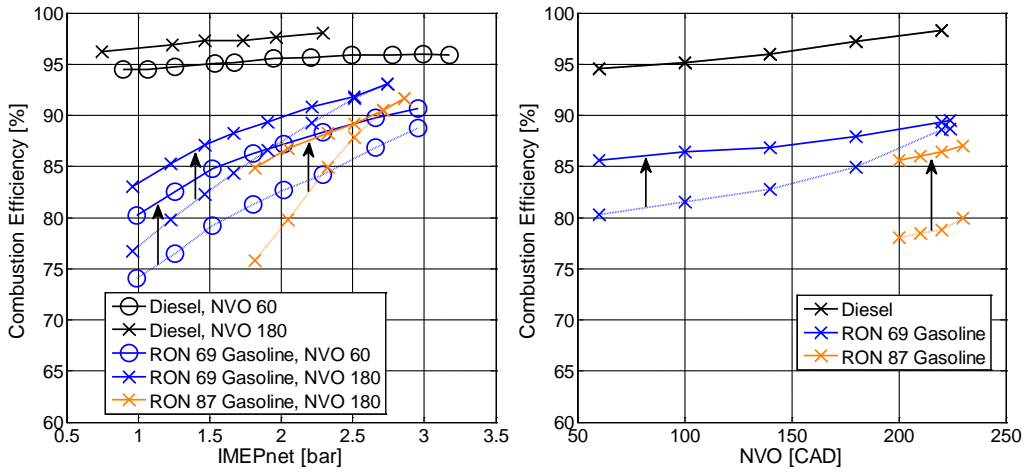 Combustion Efficiency [%]
100
95
90
85
80
75
70
65
60
0.5
1
1.5
2
2.5
3
3.5
IMEPnet [bar]
Diesel, NVO 60
Diesel, NVO 180
RON 69 Gasoline, NVO 60
RON 69 Gasoline, NVO 180
RON 87 Gasoline, NVO 180
Combustion Efficiency [%]
100
95
90
85
80
75
70
65
60
50
100
150
200
250
NVO [CAD]
Diesel
RON 69 Gasoline
RON 87 Gasoline